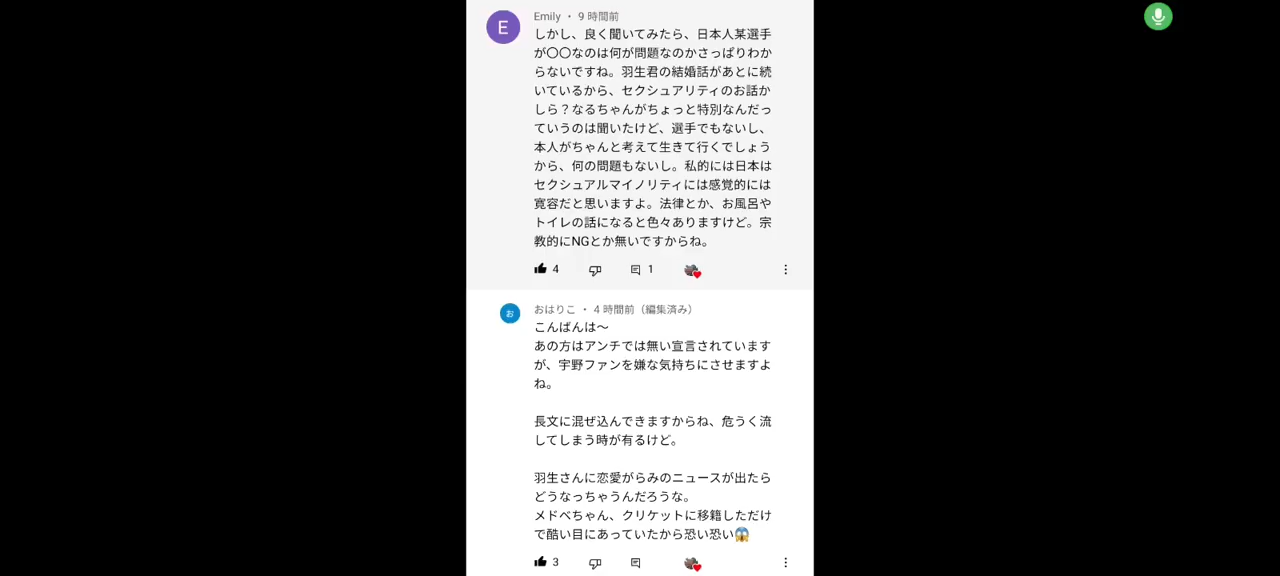 E
Emily ・ 9 時間前
しかし、良く聞いてみたら、日本人某選手
が〇〇なのは何が問題なのかさっぱりわか
らないですね。羽生君の結婚話があとに続
いているから、セクシュアリティのお話か
しら？なるちゃんがちょっと特別なんだっ
ていうのは聞いたけど、選手でもないし、
本人がちゃんと考えて生きて行くでしょう
から、何の問題もないし。私的には日本は
セクシュアルマイノリティには感覚的には
寛容だと思いますよ。法律とか、お風呂や
トイレの話になると色々ありますけど。宗
教的にNGとか無いですからね。
4 1
お
おはりこ ・ 4 時間前（編集済み）
こんばんは〜
あの方はアンチでは無い宣言されています
が、宇野ファンを嫌な気持ちにさせますよ
ね。
長文に混ぜ込んできますからね、危うく流
してしまう時が有るけど。
羽生さんに恋愛がらみのニュースが出たら
どうなっちゃうんだろうな。
メドベちゃん、クリケットに移籍しただけ
で酷い目にあっていたから恐い恐い😱
3